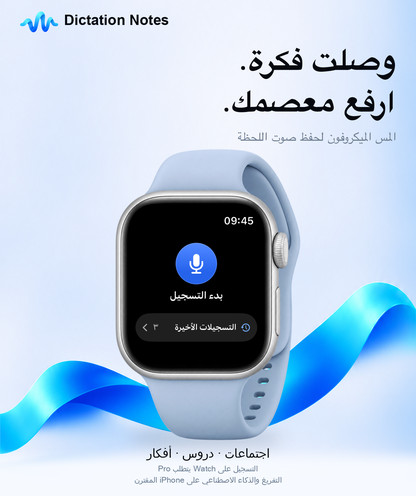 Dictation Notes
وصلت فكرة.
ارفع معصمك.
المس الميكروفون لحفظ صوت اللحظة
09:45
بدء التسجيل
التسجيلات الأخيرة ٣
اجتماعات · دروس · أفكار
التسجيل على Watch يتطلب Pro
التفريغ والذكاء الاصطناعي على iPhone المقترن